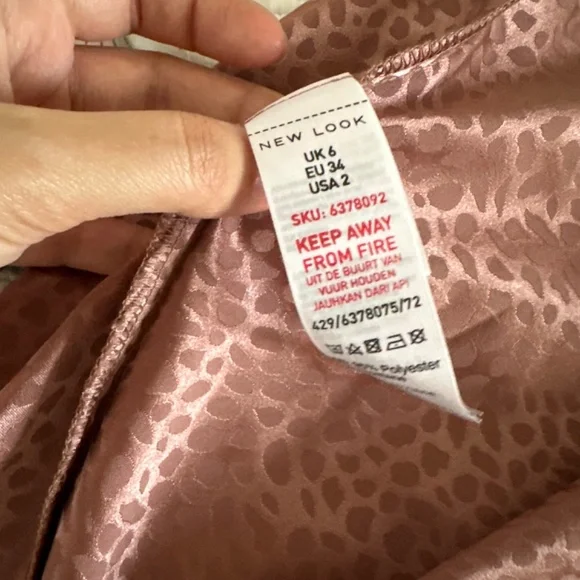 NEW LOOK
UK 6
EU 34
USA 2
SKU: 6378092
KEEP AWAY
FROM FIRE
UIT DE BUURT VAN
VUUR HOUDEN
JAUHKAN DARI API
429/6378075/72
Polyester